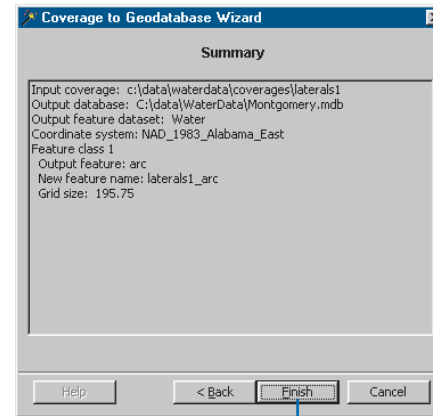 Coverage to Geodatabase Wizard
Summary
Input coverage: c:\data\waterdata\coverages\laterals1
Output database: C:\data\WaterData\Montgomery.mdb
Output feature dataset: Water
Coordinate system: NAD_1983_Alabama_East
Feature class 1
Output feature: arc
New feature name: laterals1_arc
Grid size: 195.75
Help < Back Finish Cancel